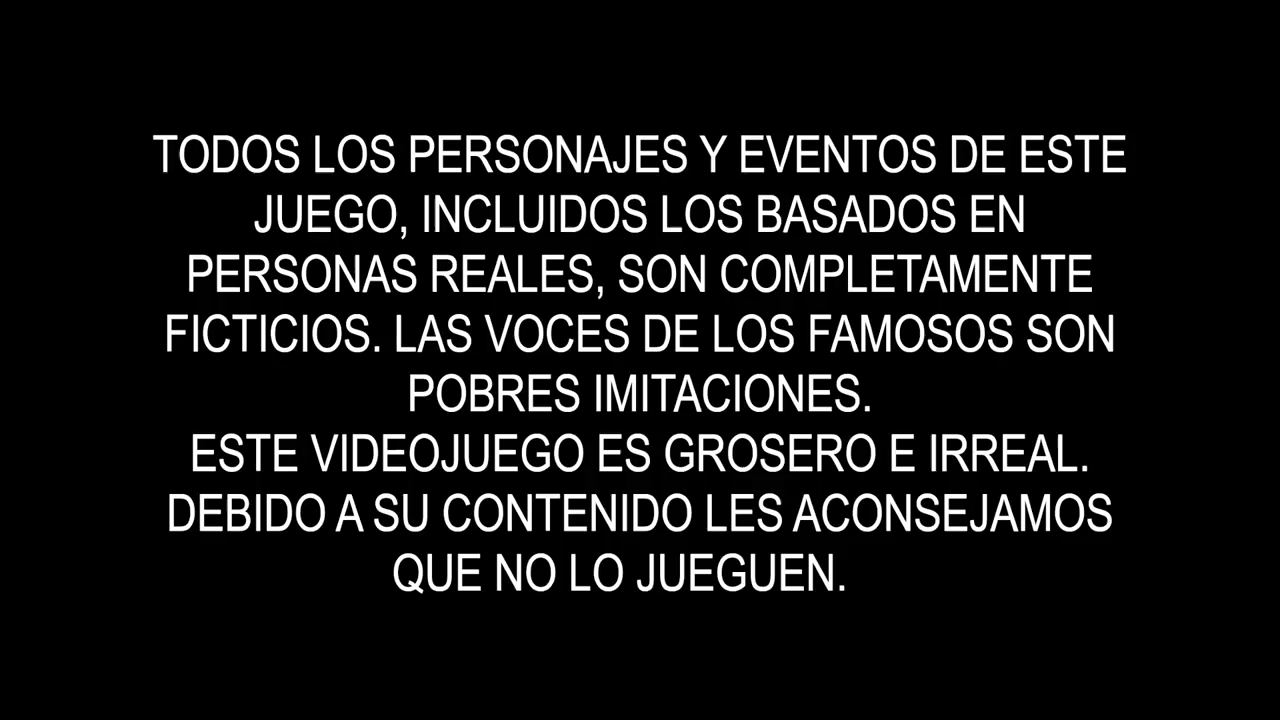 TODOS LOS PERSONAJES Y EVENTOS DE ESTE
JUEGO, INCLUIDOS LOS BASADOS EN
PERSONAS REALES, SON COMPLETAMENTE
FICTICIOS. LAS VOCES DE LOS FAMOSOS SON
POBRES IMITACIONES.
ESTE VIDEOJUEGO ES GROSERO E IRREAL.
DEBIDO A SU CONTENIDO LES ACONSEJAMOS
QUE NO LO JUEGUEN.